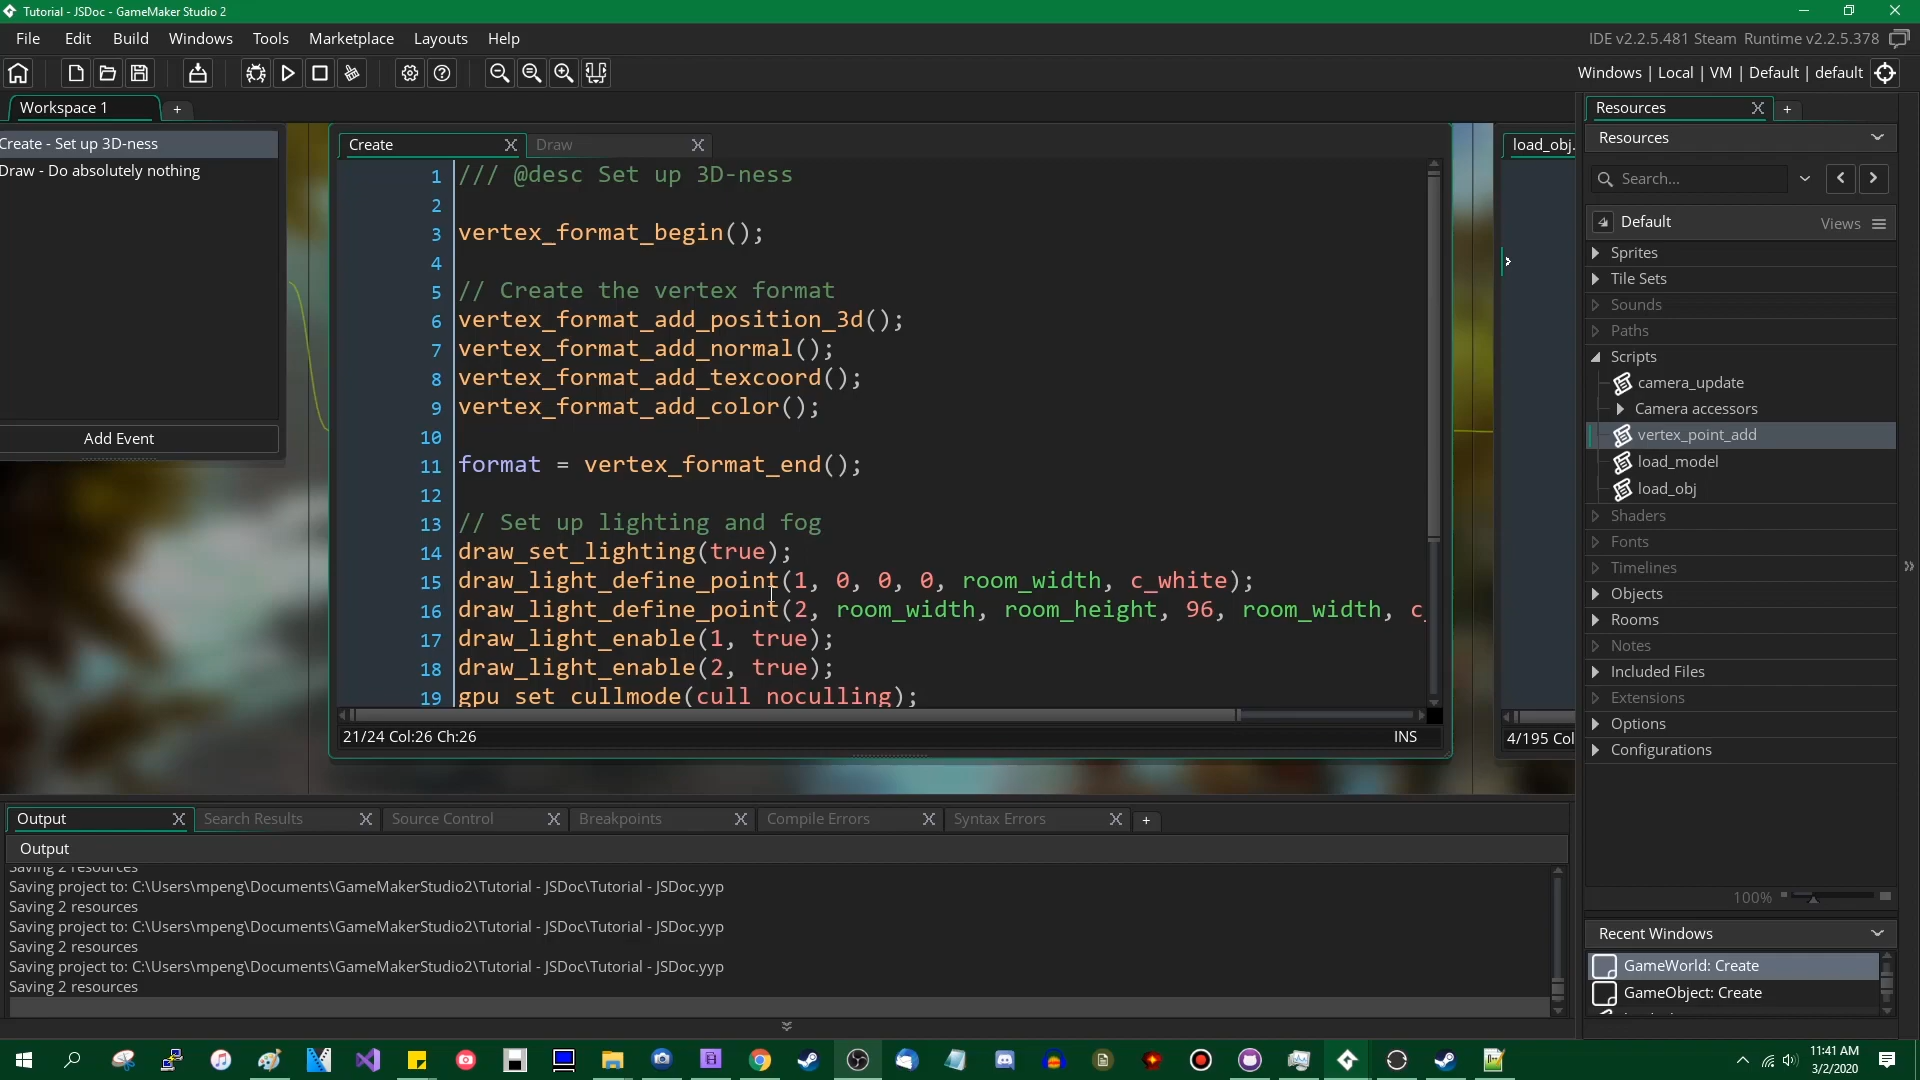 Tutorial - JSDoc - GameMaker Studio 2
File Edit Build Windows Tools Marketplace Layouts Help
IDE v2.2.5.481 Steam Runtime v2.2.5.378
Windows | Local | VM | Default | default
Workspace 1
Create - Set up 3D-ness
Draw - Do absolutely nothing
Add Event
Create
Draw
1 /// @desc Set up 3D-ness
2
3 vertex_format_begin();
4
5 // Create the vertex format
6 vertex_format_add_position_3d();
7 vertex_format_add_normal();
8 vertex_format_add_texcoord();
9 vertex_format_add_color();
10
11 format = vertex_format_end();
12
13 // Set up lighting and fog
14 draw_set_lighting(true);
15 draw_light_define_point(1, 0, 0, 0, room_width, c_white);
16 draw_light_define_point(2, room_width, room_height, 96, room_width, c_
17 draw_light_enable(1, true);
18 draw_light_enable(2, true);
19 gpu_set_cullmode(cull_noculling);
21/24 Col:26 Ch:26
INS
load_obj.
4/195 Col
Resources
Resources
Search...
Default
Views
Sprites
Tile Sets
Sounds
Paths
Scripts
camera_update
Camera accessors
vertex_point_add
load_model
load_obj
Shaders
Fonts
Timelines
Objects
Rooms
Notes
Included Files
Extensions
Options
Configurations
100%
Recent Windows
GameWorld: Create
GameObject: Create
Output
Search Results
Source Control
Breakpoints
Compile Errors
Syntax Errors
Output
Saving 2 resources
Saving project to: C:\Users\mpeng\Documents\GameMakerStudio2\Tutorial - JSDoc\Tutorial - JSDoc.yyp
Saving 2 resources
Saving project to: C:\Users\mpeng\Documents\GameMakerStudio2\Tutorial - JSDoc\Tutorial - JSDoc.yyp
Saving 2 resources
Saving project to: C:\Users\mpeng\Documents\GameMakerStudio2\Tutorial - JSDoc\Tutorial - JSDoc.yyp
Saving 2 resources
11:41 AM
3/2/2020